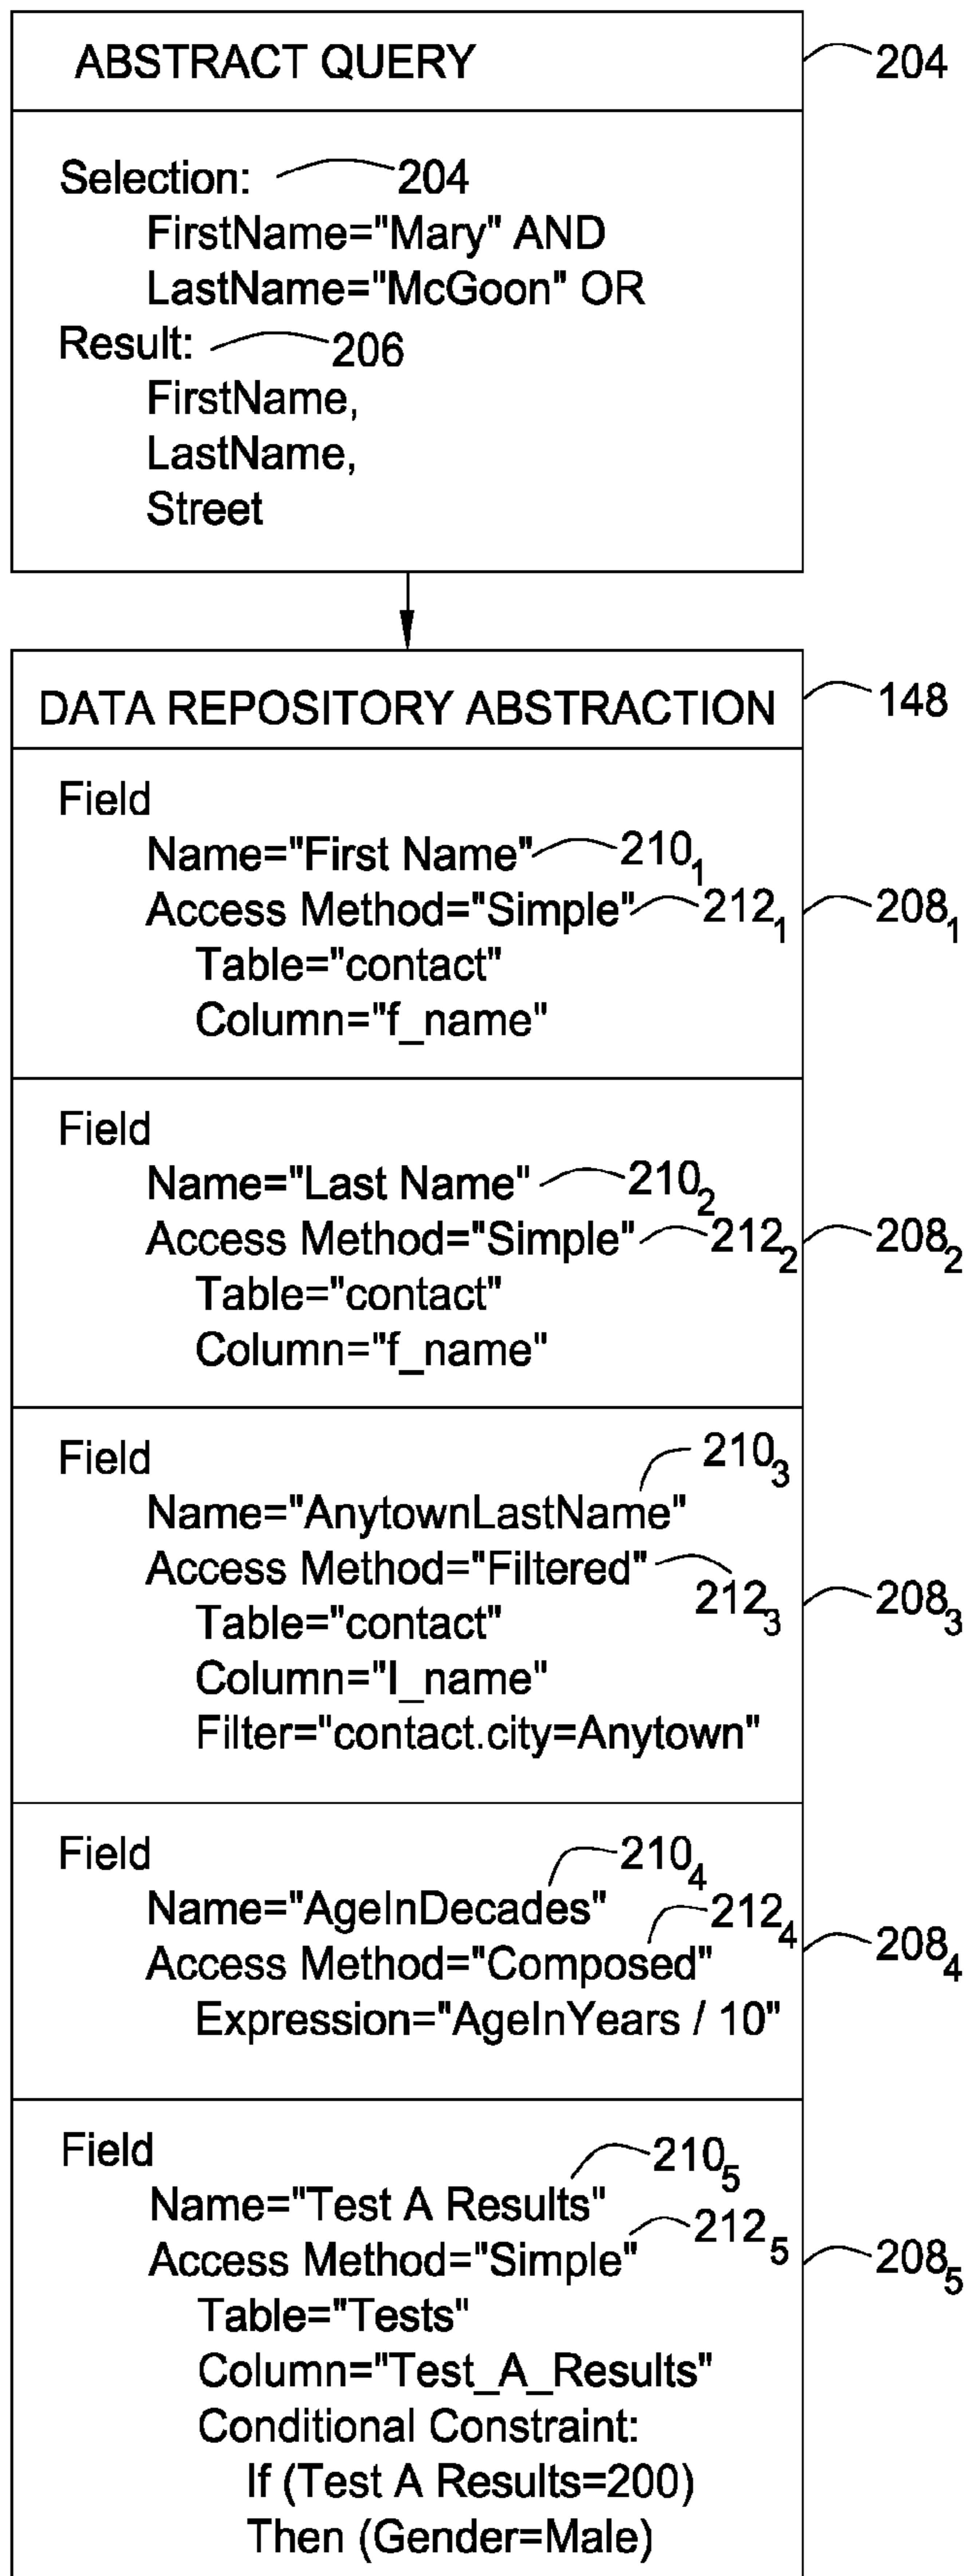 ABSTRACT QUERY 204
Selection: 204
FirstName="Mary" AND
LastName="McGoon" OR
Result: 206
FirstName,
LastName,
Street
DATA REPOSITORY ABSTRACTION 148
Field
Name="First Name" 210₁
Access Method="Simple" 212₁ 208₁
Table="contact"
Column="f_name"
Field
Name="Last Name" 210₂
Access Method="Simple" 212₂ 208₂
Table="contact"
Column="f_name"
Field 210₃
Name="AnytownLastName"
Access Method="Filtered"
212₃ 208₃
Table="contact"
Column="l_name"
Filter="contact.city=Anytown"
Field 210₄
Name="AgeInDecades" 212₄
Access Method="Composed" 208₄
Expression="AgeInYears / 10"
Field 210₅
Name="Test A Results" 212₅
Access Method="Simple" 208₅
Table="Tests"
Column="Test_A_Results"
Conditional Constraint:
If (Test A Results=200)
Then (Gender=Male)